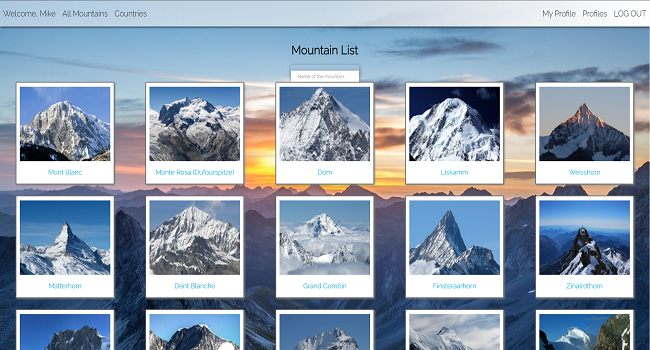 Welcome, Mike All Mountains Countries My Profile Profiles LOG OUT
Mountain List
Name of the mountain...
Mont Blanc Monte Rosa (Dufourspitze) Dom Liskamm Weisshorn
Matterhorn Dent Blanche Grand Combin Finsteraarhorn Zinalrothorn